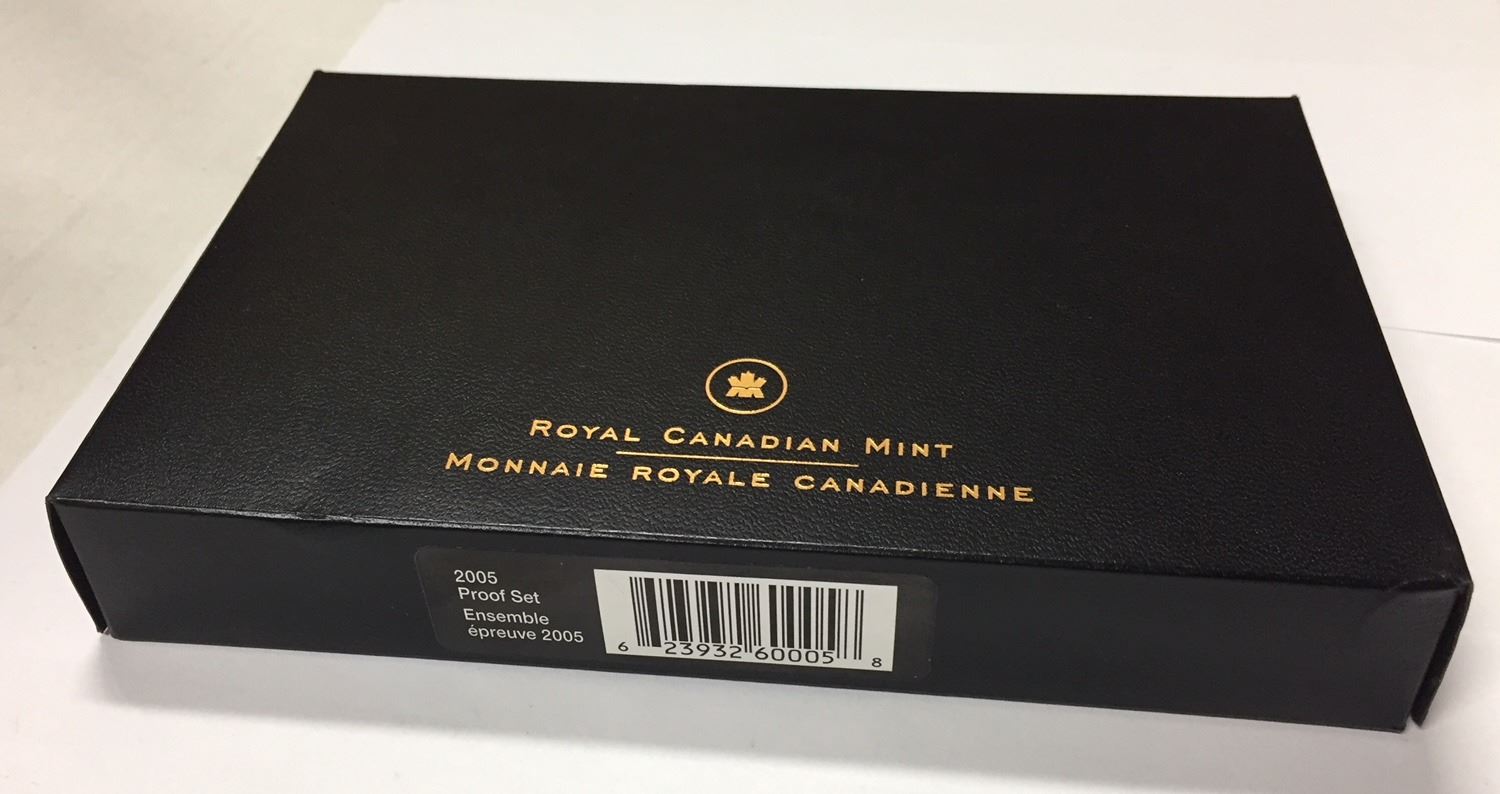 ROYAL CANADIAN MINT
MONNAIE ROYALE CANADIENNE
2005
Proof Set
Ensemble
épreuve 2005
6 23932 60005 8